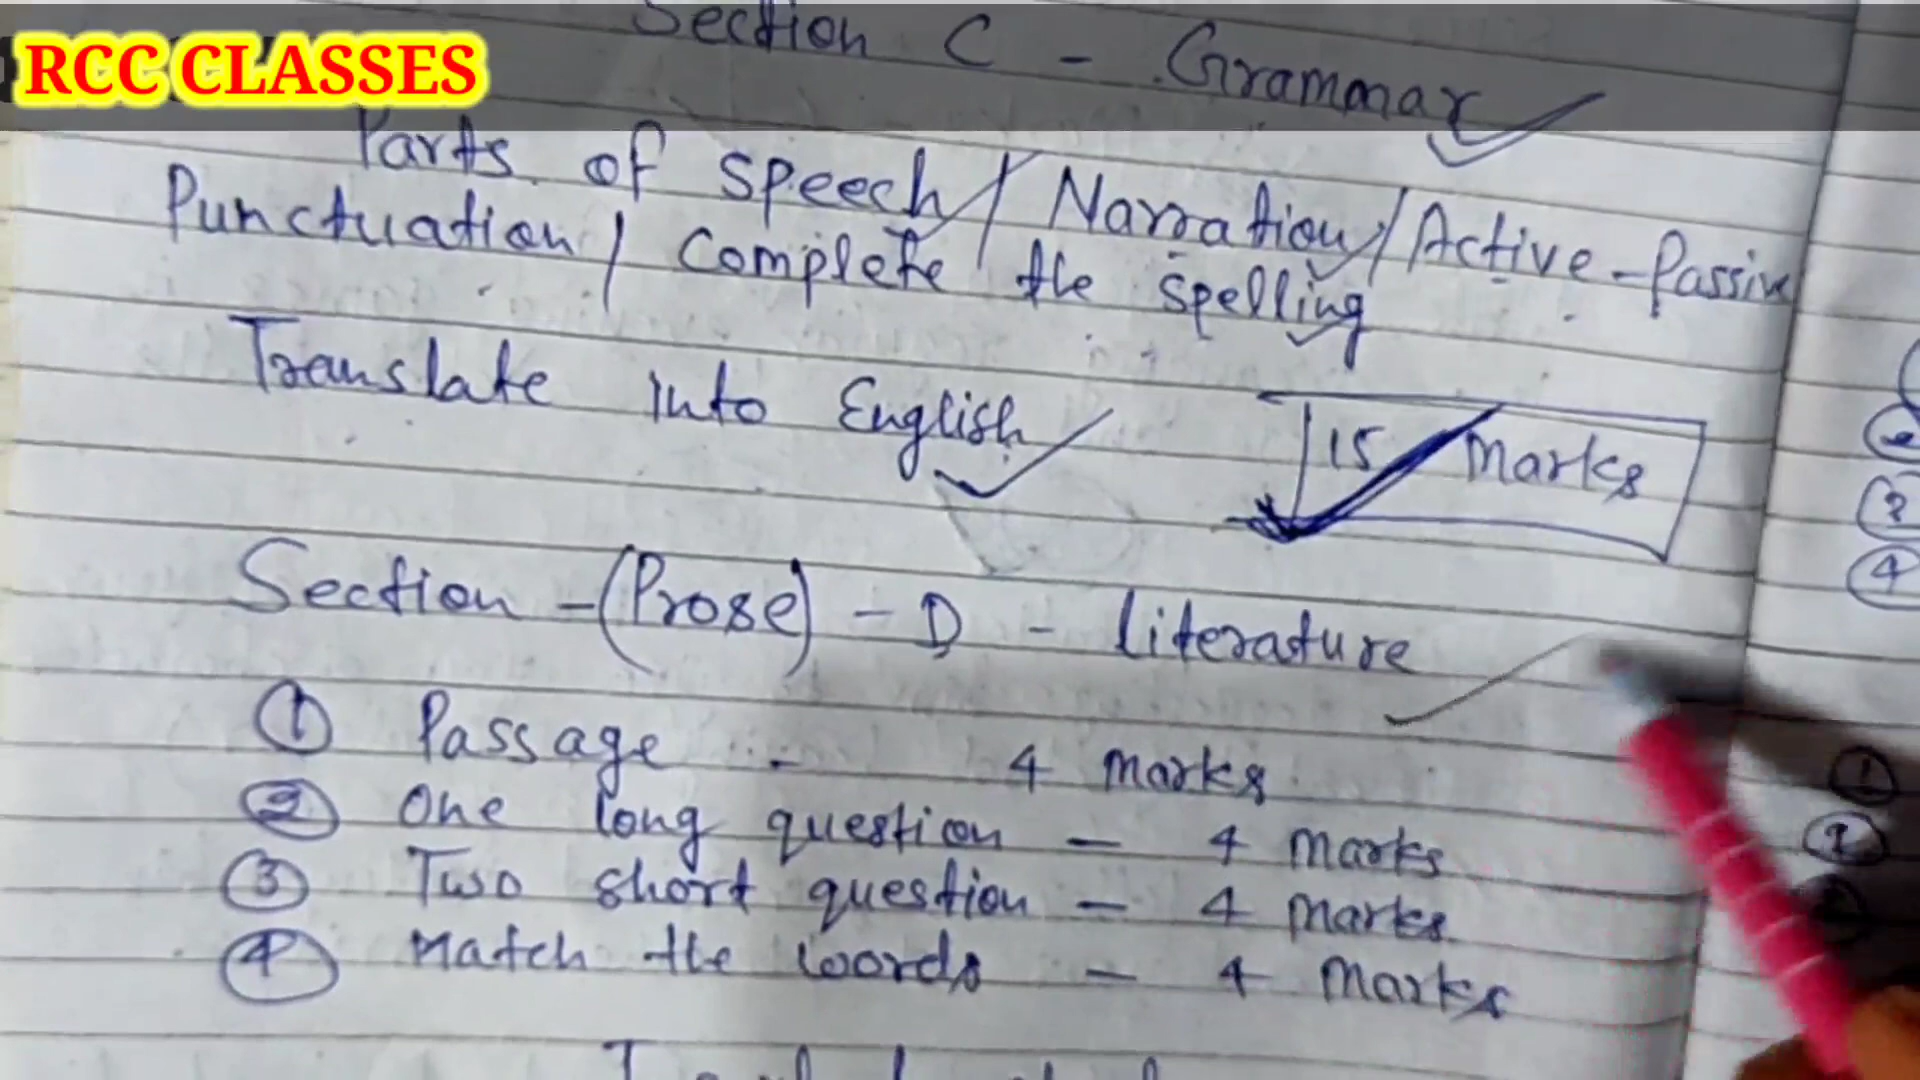 Section C - Grammar
RCC CLASSES
Parts of speech / Narration / Active-Passive
Punctuation / Complete the spelling
Translate into English
15 Marks
Section - (Prose) - D - literature
① Passage - 4 marks
② One long question - 4 marks
③ Two short question - 4 marks
④ Match the words - 4 marks